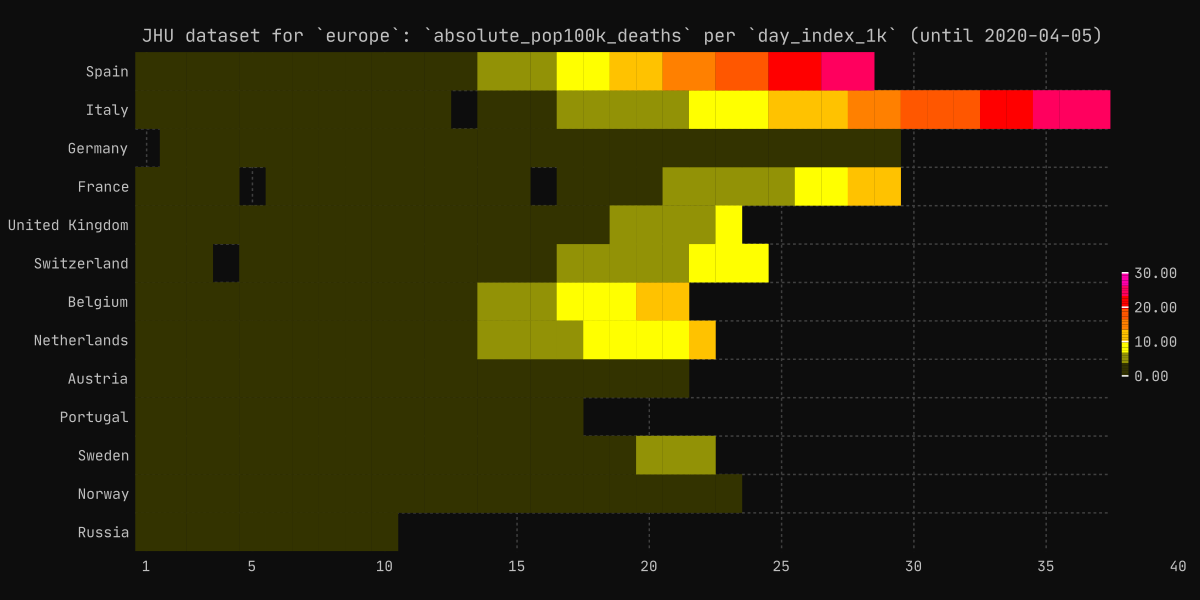 JHU dataset for `europe`: `absolute_pop100k_deaths` per `day_index_1k` (until 2020-04-05)
Spain
Italy
Germany
France
United Kingdom
Switzerland
Belgium
Netherlands
Austria
Portugal
Sweden
Norway
Russia
1 5 10 15 20 25 30 35 40
30.00
20.00
10.00
0.00